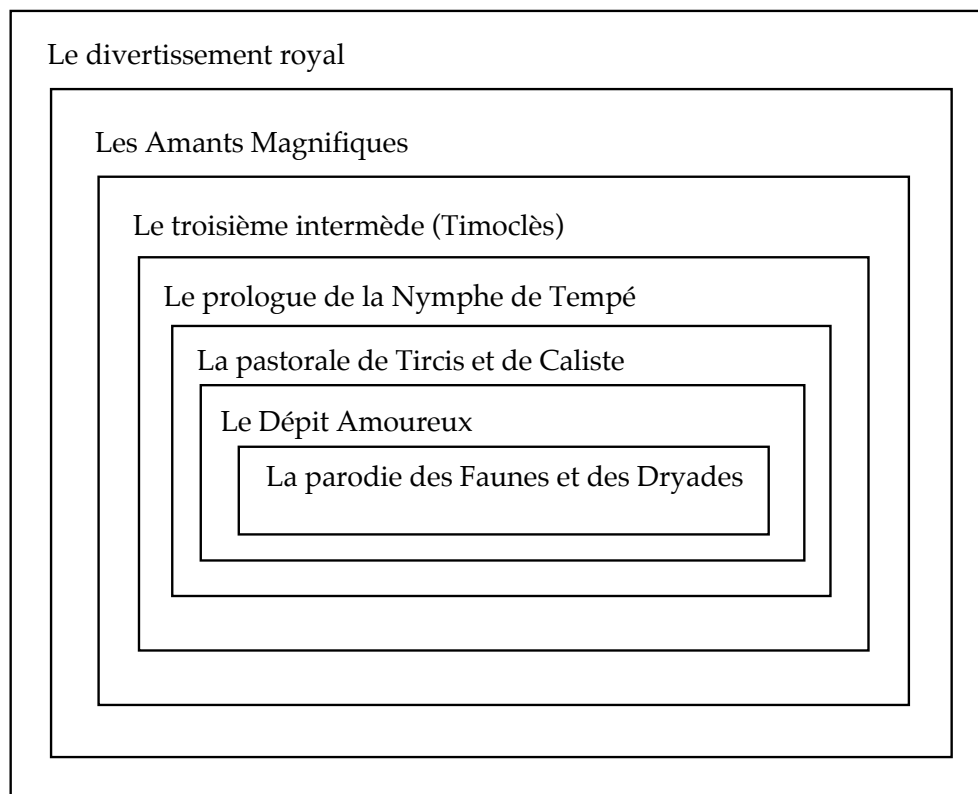 Le divertissement royal
Les Amants Magnifiques
Le troisième intermède (Timoclès)
Le prologue de la Nymphe de Tempé
La pastorale de Tircis et de Caliste
Le Dépit Amoureux
La parodie des Faunes et des Dryades